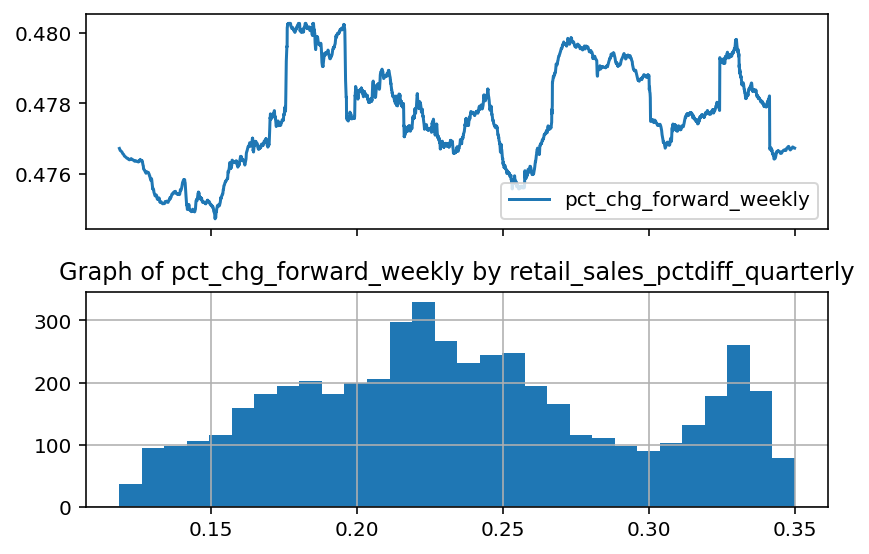 0.480
0.478
0.476
pct_chg_forward_weekly
Graph of pct_chg_forward_weekly by retail_sales_pctdiff_quarterly
300
200
100
0
0.15 0.20 0.25 0.30 0.35